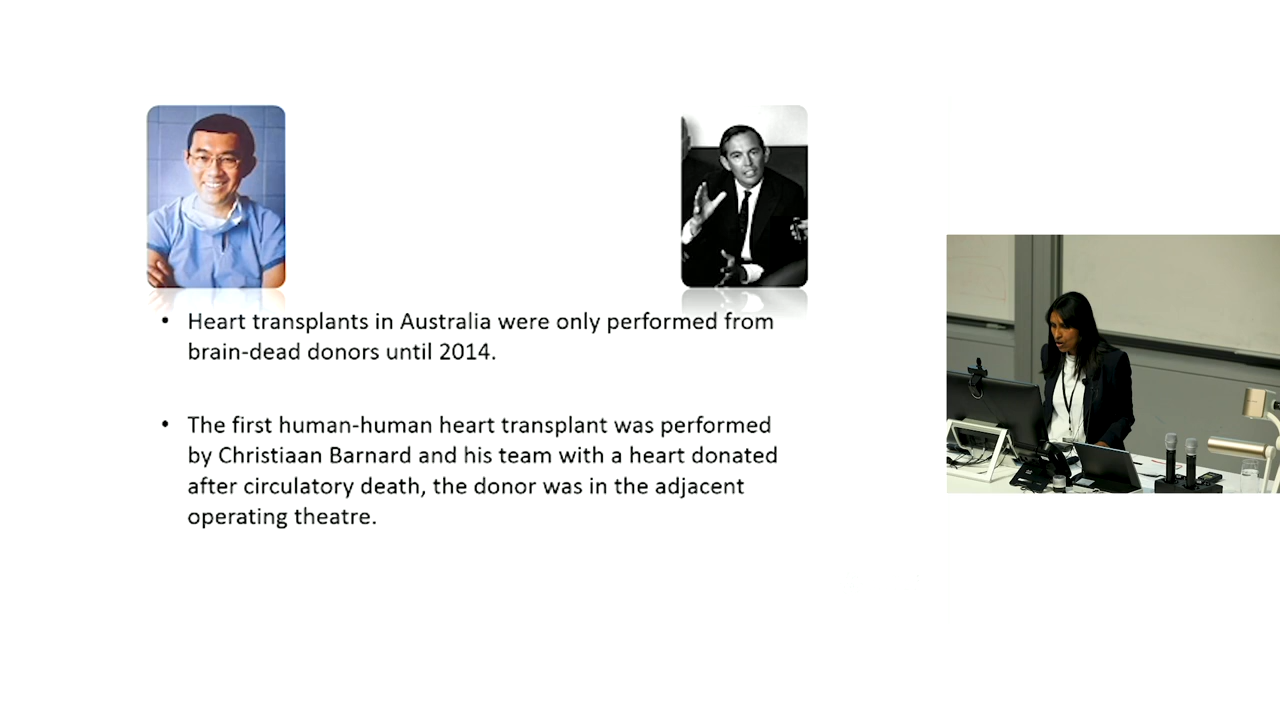 • Heart transplants in Australia were only performed from
brain-dead donors until 2014.
• The first human-human heart transplant was performed
by Christiaan Barnard and his team with a heart donated
after circulatory death, the donor was in the adjacent
operating theatre.